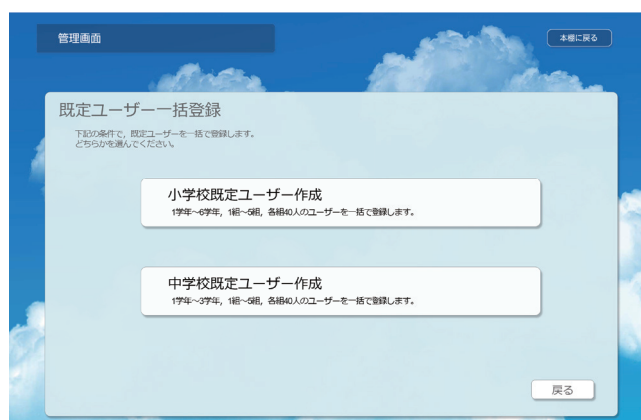 管理画面
本棚に戻る
既定ユーザー一括登録
下記の条件で，既定ユーザーを一括で登録します。
どちらかを選んでください。
小学校既定ユーザー作成
1学年～6学年，1組～5組，各組40人のユーザーを一括で登録します。
中学校既定ユーザー作成
1学年～3学年，1組～5組，各組40人のユーザーを一括で登録します。
戻る